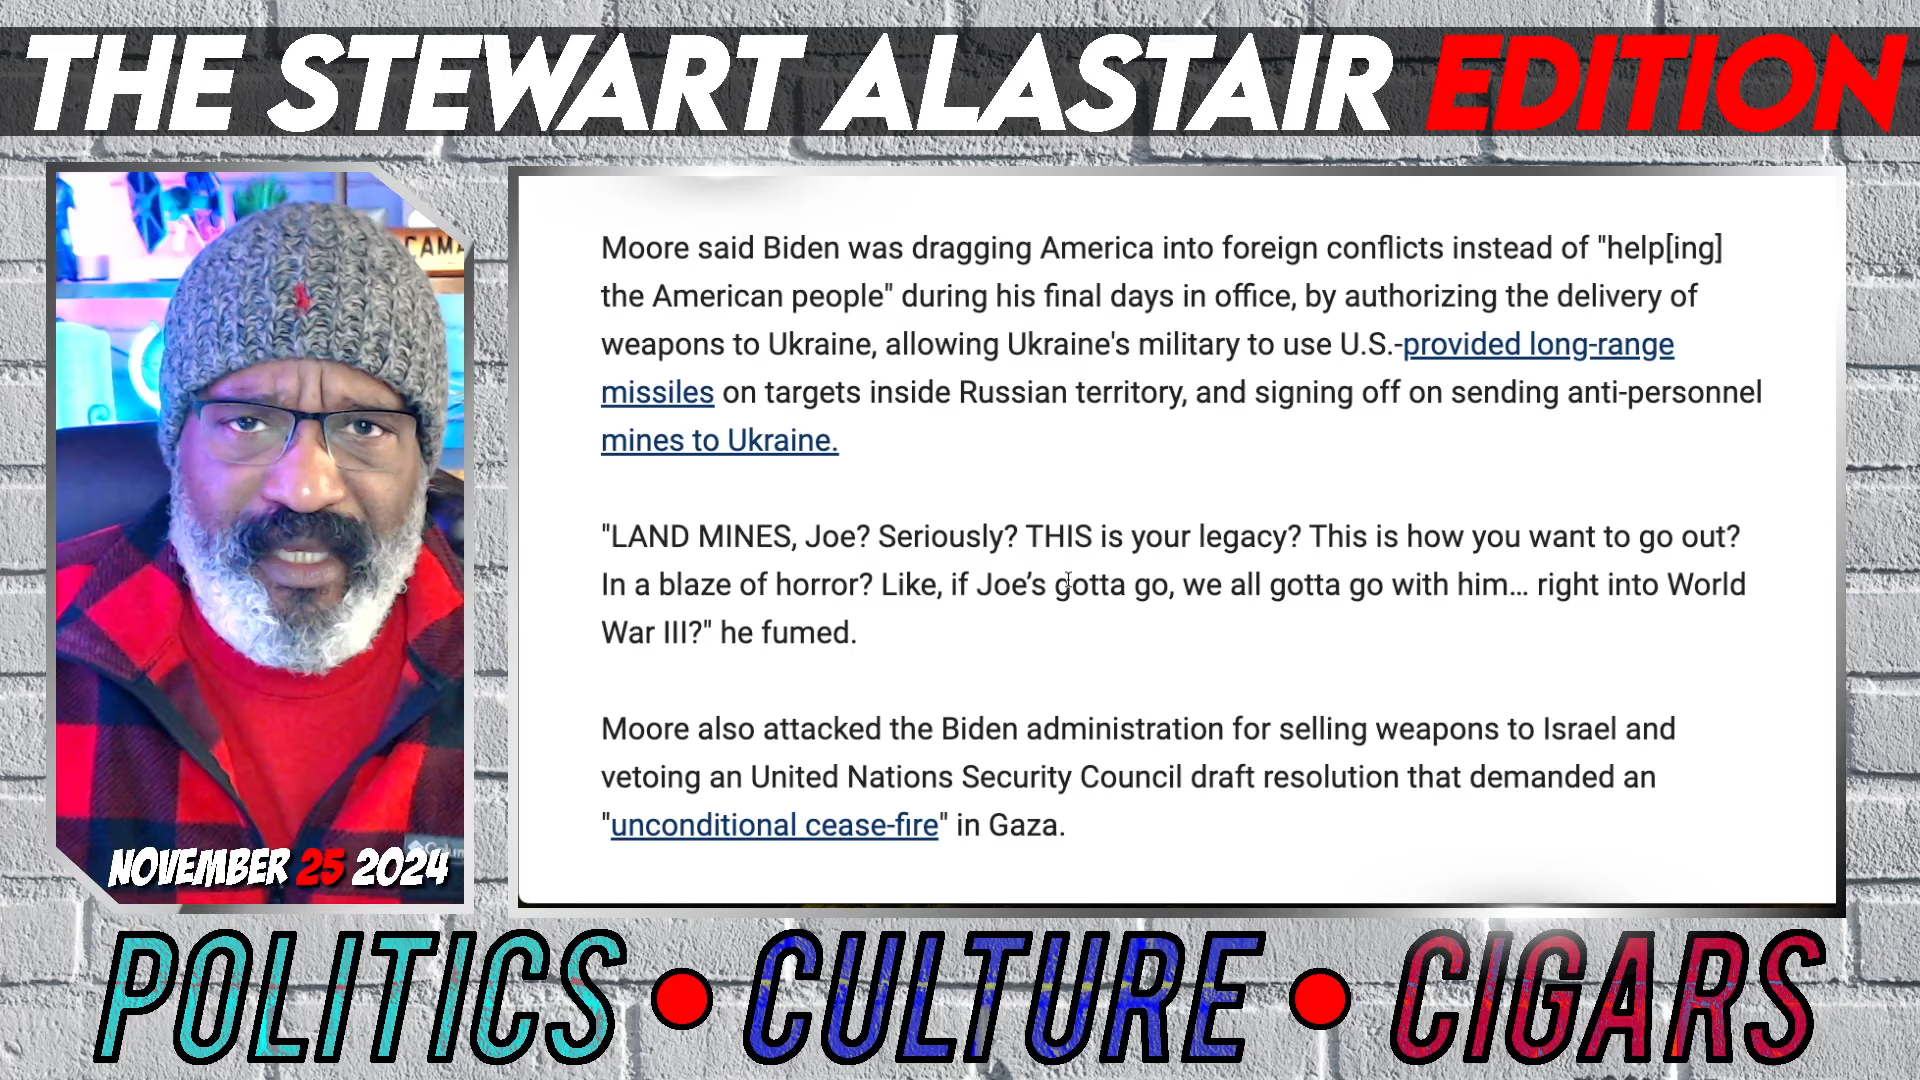 THE STEWART ALASTAIR EDITION
CAMA
Moore said Biden was dragging America into foreign conflicts instead of "help[ing]
the American people" during his final days in office, by authorizing the delivery of
weapons to Ukraine, allowing Ukraine's military to use U.S.-provided long-range
missiles on targets inside Russian territory, and signing off on sending anti-personnel
mines to Ukraine.
"LAND MINES, Joe? Seriously? THIS is your legacy? This is how you want to go out?
In a blaze of horror? Like, if Joe’s gotta go, we all gotta go with him… right into World
War III?" he fumed.
Moore also attacked the Biden administration for selling weapons to Israel and
vetoing an United Nations Security Council draft resolution that demanded an
"unconditional cease-fire" in Gaza.
NOVEMBER 25 2024
POLITICS • CULTURE • CIGARS